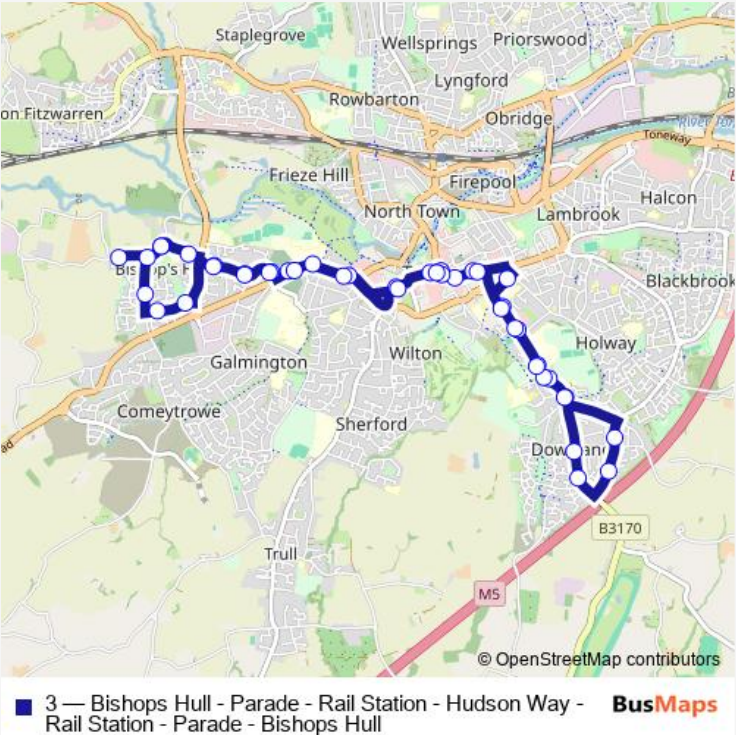 Staplegrove
Wellsprings
Priorswood
Lyngford
Rowbarton
on Fitzwarren
Obridge
Toneway
Frieze Hill
Firepool
Halcon
North Town
Lambrook
Blackbrook
Holway
Wilton
Galmington
Comeytrowe
Sherford
B3170
Trull
M5
© OpenStreetMap contributors
3 — Bishops Hull - Parade - Rail Station - Hudson Way -
Rail Station - Parade - Bishops Hull
BusMaps